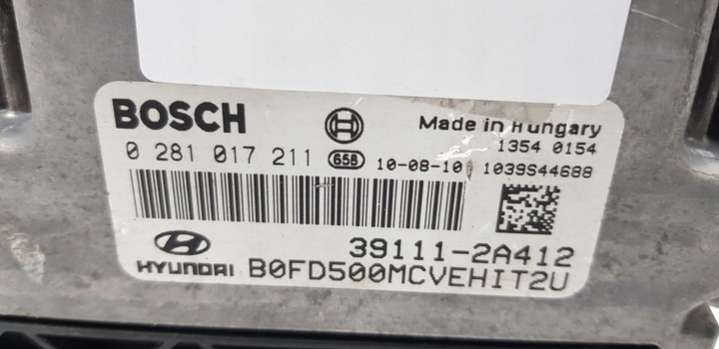 BOSCH
Made in Hungary
1354 0154
0 281 017 211 658 10-08-10 1039S44688
39111-2A412
HYUNDAI B0FD500MCVEHIT2U